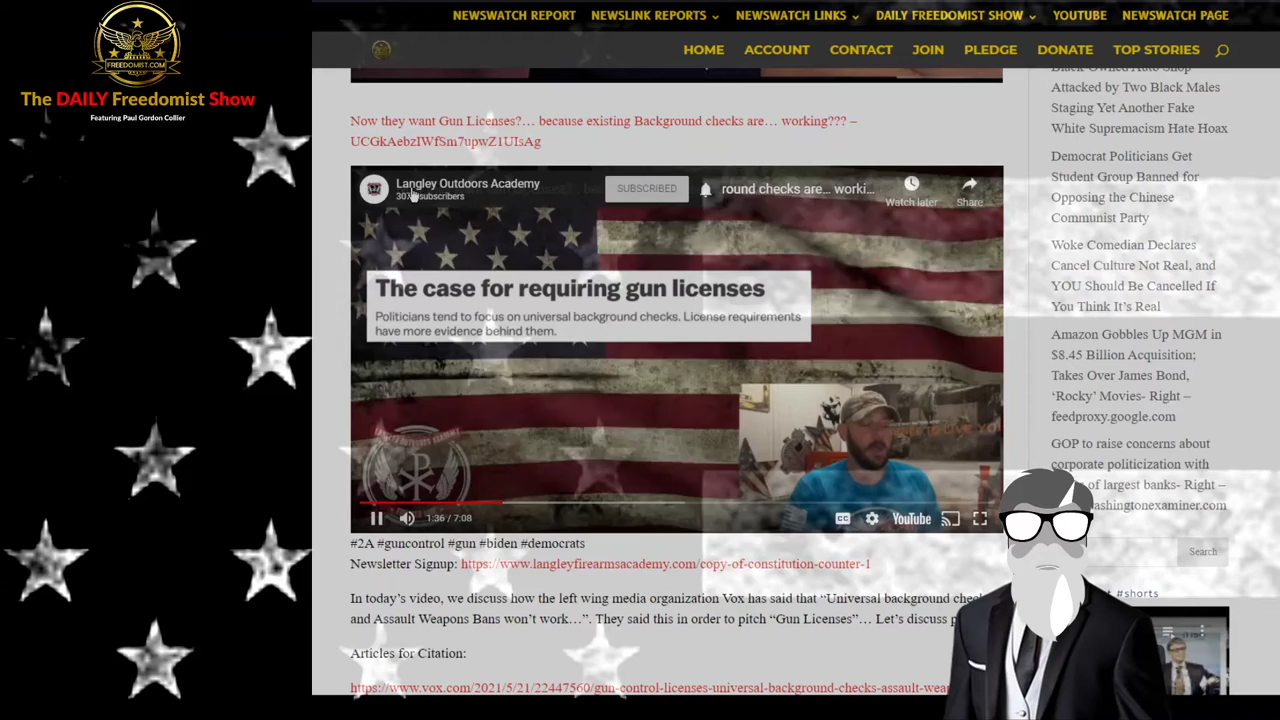 FREEDOMIST.COM
The DAILY Freedomist Show
Featuring Paul Gordon Collier
NEWSWATCH REPORT NEWSLINK REPORTS NEWSWATCH LINKS DAILY FREEDOMIST SHOW YOUTUBE NEWSWATCH PAGE
HOME ACCOUNT CONTACT JOIN PLEDGE DONATE TOP STORIES
Now they want Gun Licenses?… because existing Background checks are… working??? –
UCGkAebzIWfSm7upwZ1UIsAg
Langley Outdoors Academy
subscribers
SUBSCRIBED
round checks are... worki...
Watch later
Share
The case for requiring gun licenses
Politicians tend to focus on universal background checks. License requirements
have more evidence behind them.
1:36 / 7:08
CC
YouTube
#2A #guncontrol #gun #biden #democrats
Newsletter Signup: https://www.langleyfirearmsacademy.com/copy-of-constitution-counter-1
In today's video, we discuss how the left wing media organization Vox has said that “Universal background chec
and Assault Weapons Bans won't work…”. They said this in order to pitch “Gun Licenses”… Let's discuss p
Articles for Citation:
https://www.vox.com/2021/5/21/22447560/gun-control-licenses-universal-background-checks-assault-wea
Black-Owned Auto Shop
Attacked by Two Black Males
Staging Yet Another Fake
White Supremacism Hate Hoax
Democrat Politicians Get
Student Group Banned for
Opposing the Chinese
Communist Party
Woke Comedian Declares
Cancel Culture Not Real, and
YOU Should Be Cancelled If
You Think It's Real
Amazon Gobbles Up MGM in
$8.45 Billion Acquisition;
Takes Over James Bond,
‘Rocky’ Movies- Right –
feedproxy.google.com
GOP to raise concerns about
corporate politicization with
of largest banks- Right –
ashingtonexaminer.com
Search
#shorts